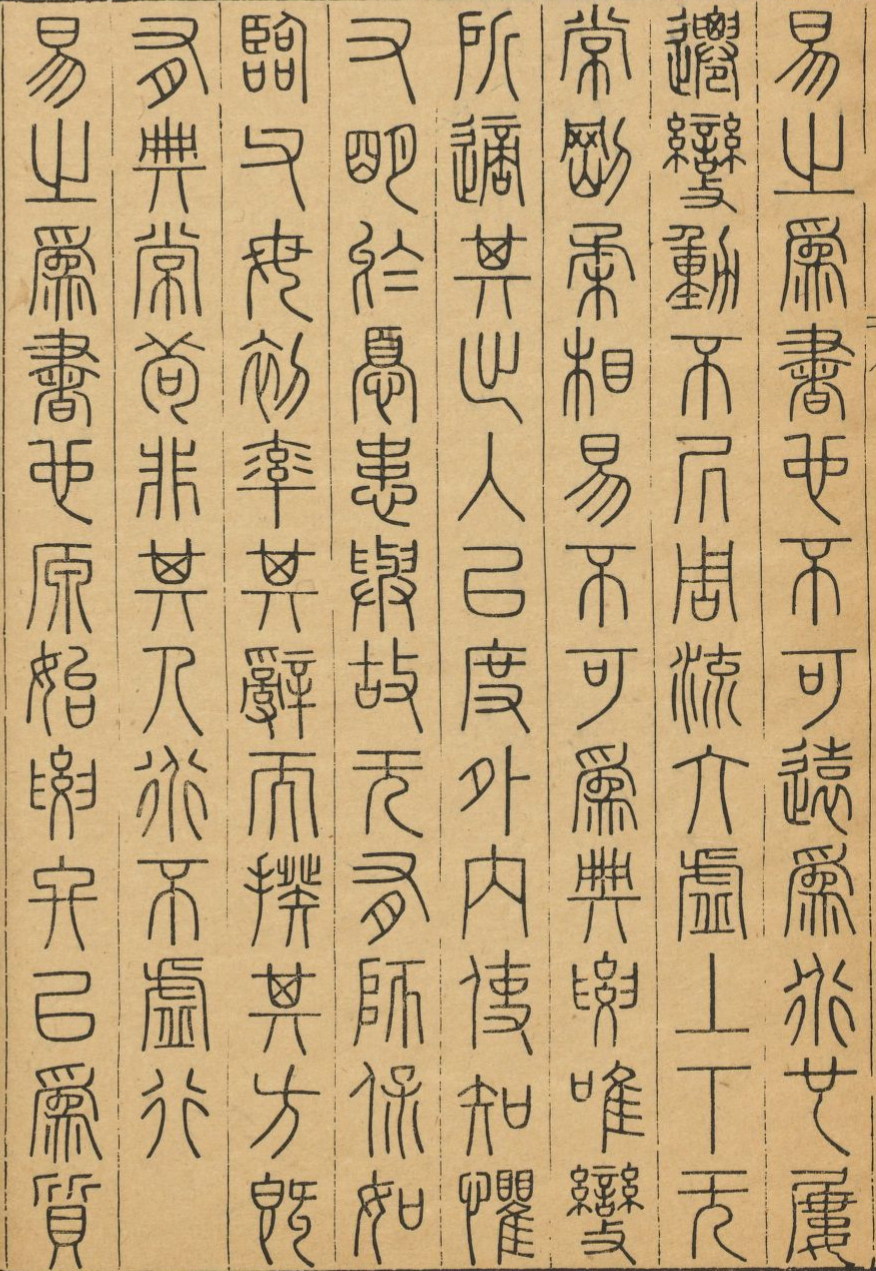 易之爲書也不可遠爲道也屢
遷變動不居周流六虛上下无
常剛柔相易不可爲典要唯變
所適其出入以度外内使知懼
又明於憂患與故无有師保如
臨父母初率其辭而揆其方既
有典常苟非其人道不虛行
易之爲書也原始要終以爲質